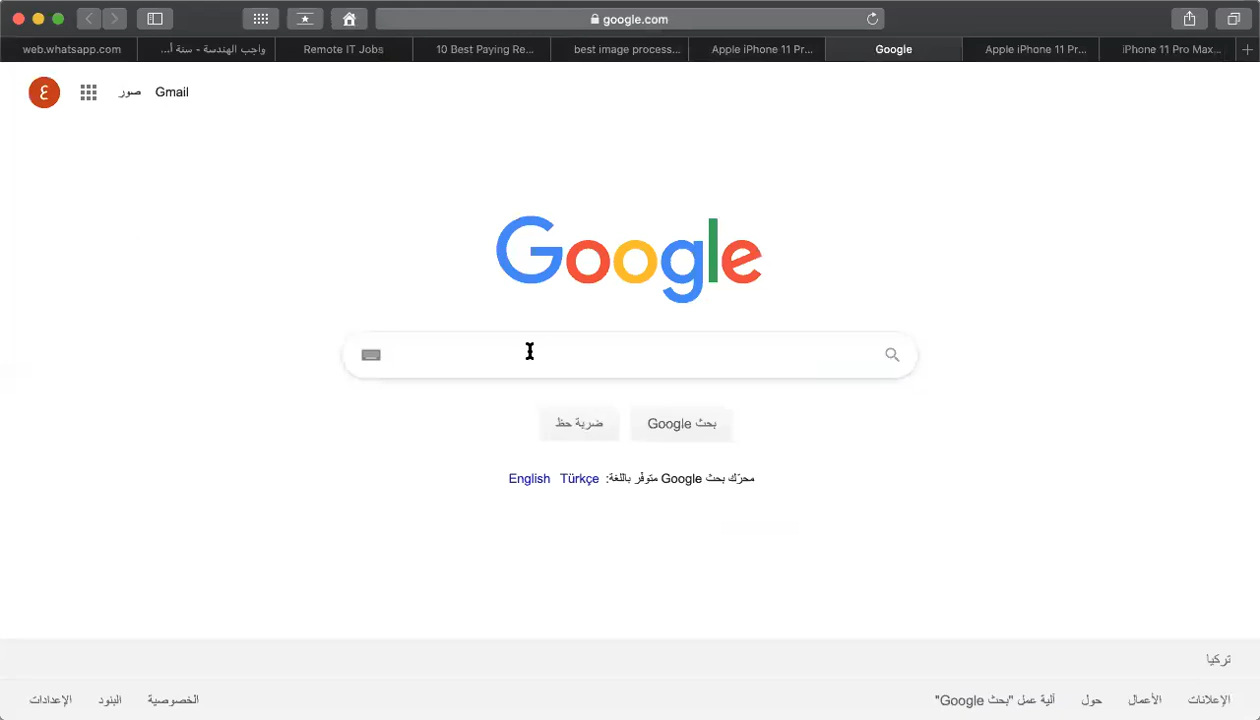 google.com
web.whatsapp.com
واجب الهندسة - ستة أ...
Remote IT Jobs
10 Best Paying Re...
best image process...
Apple iPhone 11 Pr...
Google
Apple iPhone 11 Pr...
iPhone 11 Pro Max...
ع
صور
Gmail
Google
بحث Google
ضربة حظ
محرّك بحث Google متوفّر باللغة: Türkçe English
تركيا
الإعلانات
الأعمال
حول
آلية عمل "بحث Google"
الخصوصية
البنود
الإعدادات